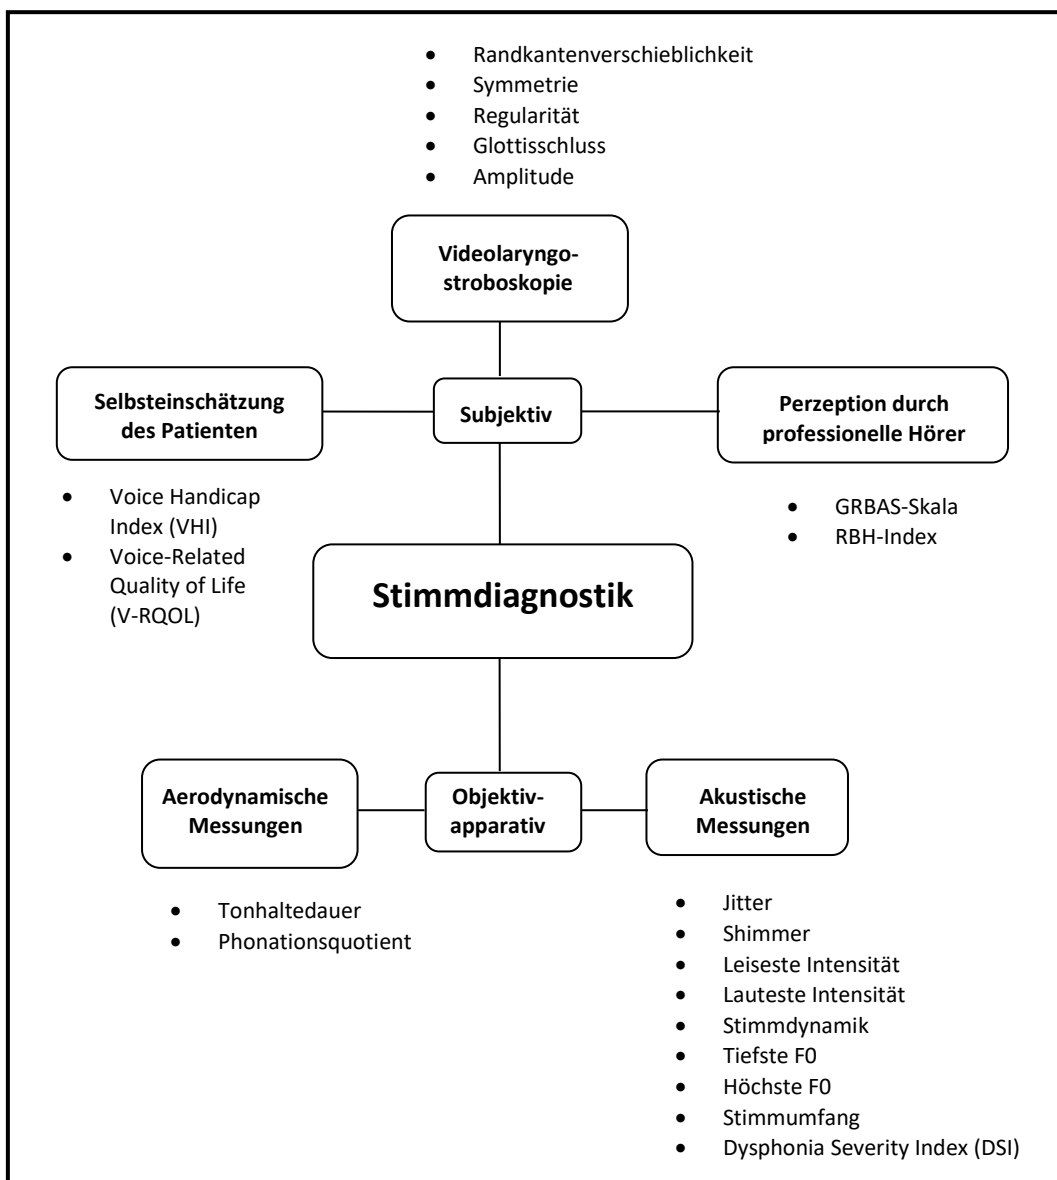 • Randkantenverschieblichkeit
• Symmetrie
• Regularität
• Glottisschluss
• Amplitude
Videolaryngo-
stroboskopie
Selbsteinschätzung
des Patienten
Subjektiv
Perzeption durch
professionelle Hörer
• Voice Handicap
Index (VHI)
• Voice-Related
Quality of Life
(V-RQOL)
• GRBAS-Skala
• RBH-Index
Stimmdiagnostik
Aerodynamische
Messungen
Objektiv-
apparativ
Akustische
Messungen
• Tonhaltedauer
• Phonationsquotient
• Jitter
• Shimmer
• Leiseste Intensität
• Lauteste Intensität
• Stimmdynamik
• Tiefste F0
• Höchste F0
• Stimmumfang
• Dysphonia Severity Index (DSI)